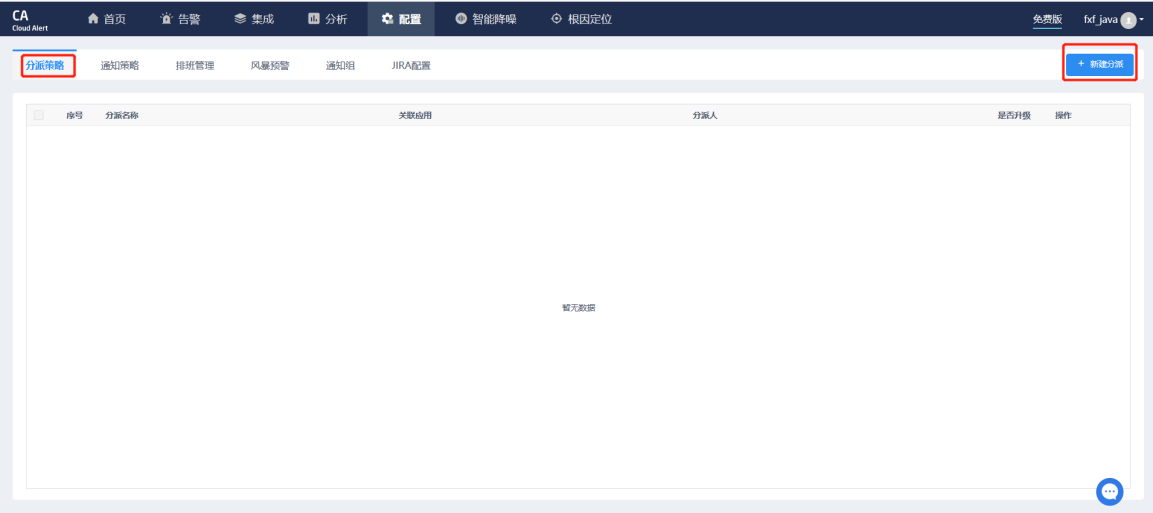 CA
Cloud Alert
首页 告警 集成 分析 配置 智能降噪 根因定位 免费版 fxf_java
分派策略 通知策略 排班管理 风暴预警 通知组 JIRA配置 + 新建分派
序号 分派名称 关联应用 分派人 是否升级 操作
暂无数据